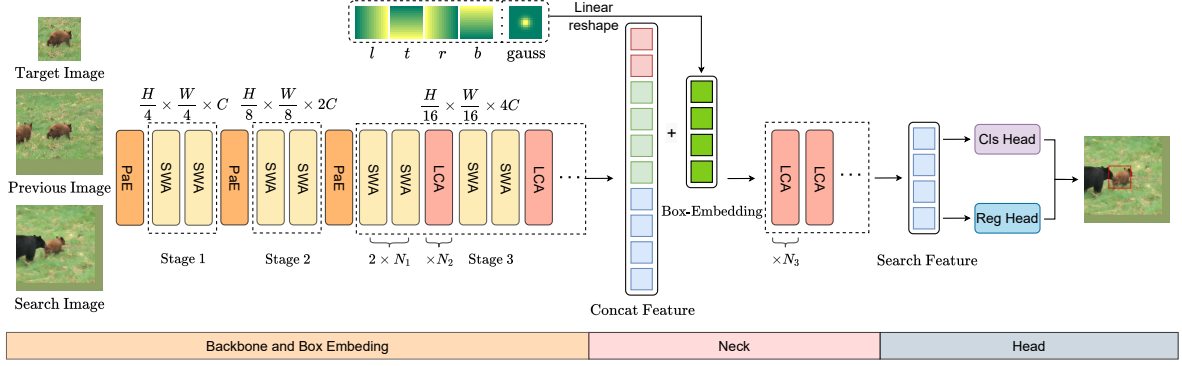 Linear
reshape
l t r b gauss
Target Image
Previous Image
Search Image
H/4 × W/4 × C
H/8 × W/8 × 2C
H/16 × W/16 × 4C
PaE
SWA
SWA
PaE
SWA
SWA
PaE
SWA
SWA
LCA
SWA
SWA
LCA
...
Stage 1
Stage 2
2 × N₁
×N₂
Stage 3
Concat Feature
+
Box-Embedding
LCA
LCA
...
×N₃
Search Feature
Cls Head
Reg Head
Backbone and Box Embeding
Neck
Head